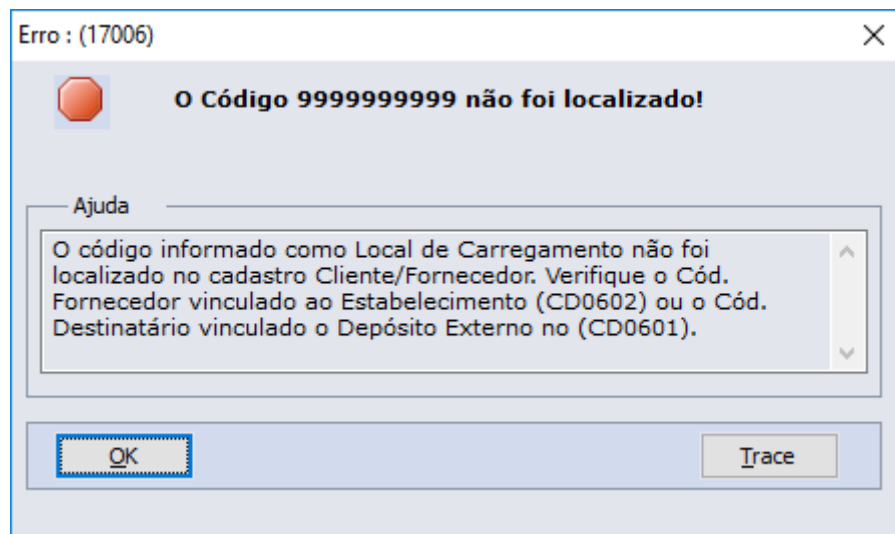 Erro : (17006)
O Código 9999999999 não foi localizado!
Ajuda
O código informado como Local de Carregamento não foi
localizado no cadastro Cliente/Fornecedor. Verifique o Cód.
Fornecedor vinculado ao Estabelecimento (CD0602) ou o Cód.
Destinatário vinculado o Depósito Externo no (CD0601).
OK
Trace